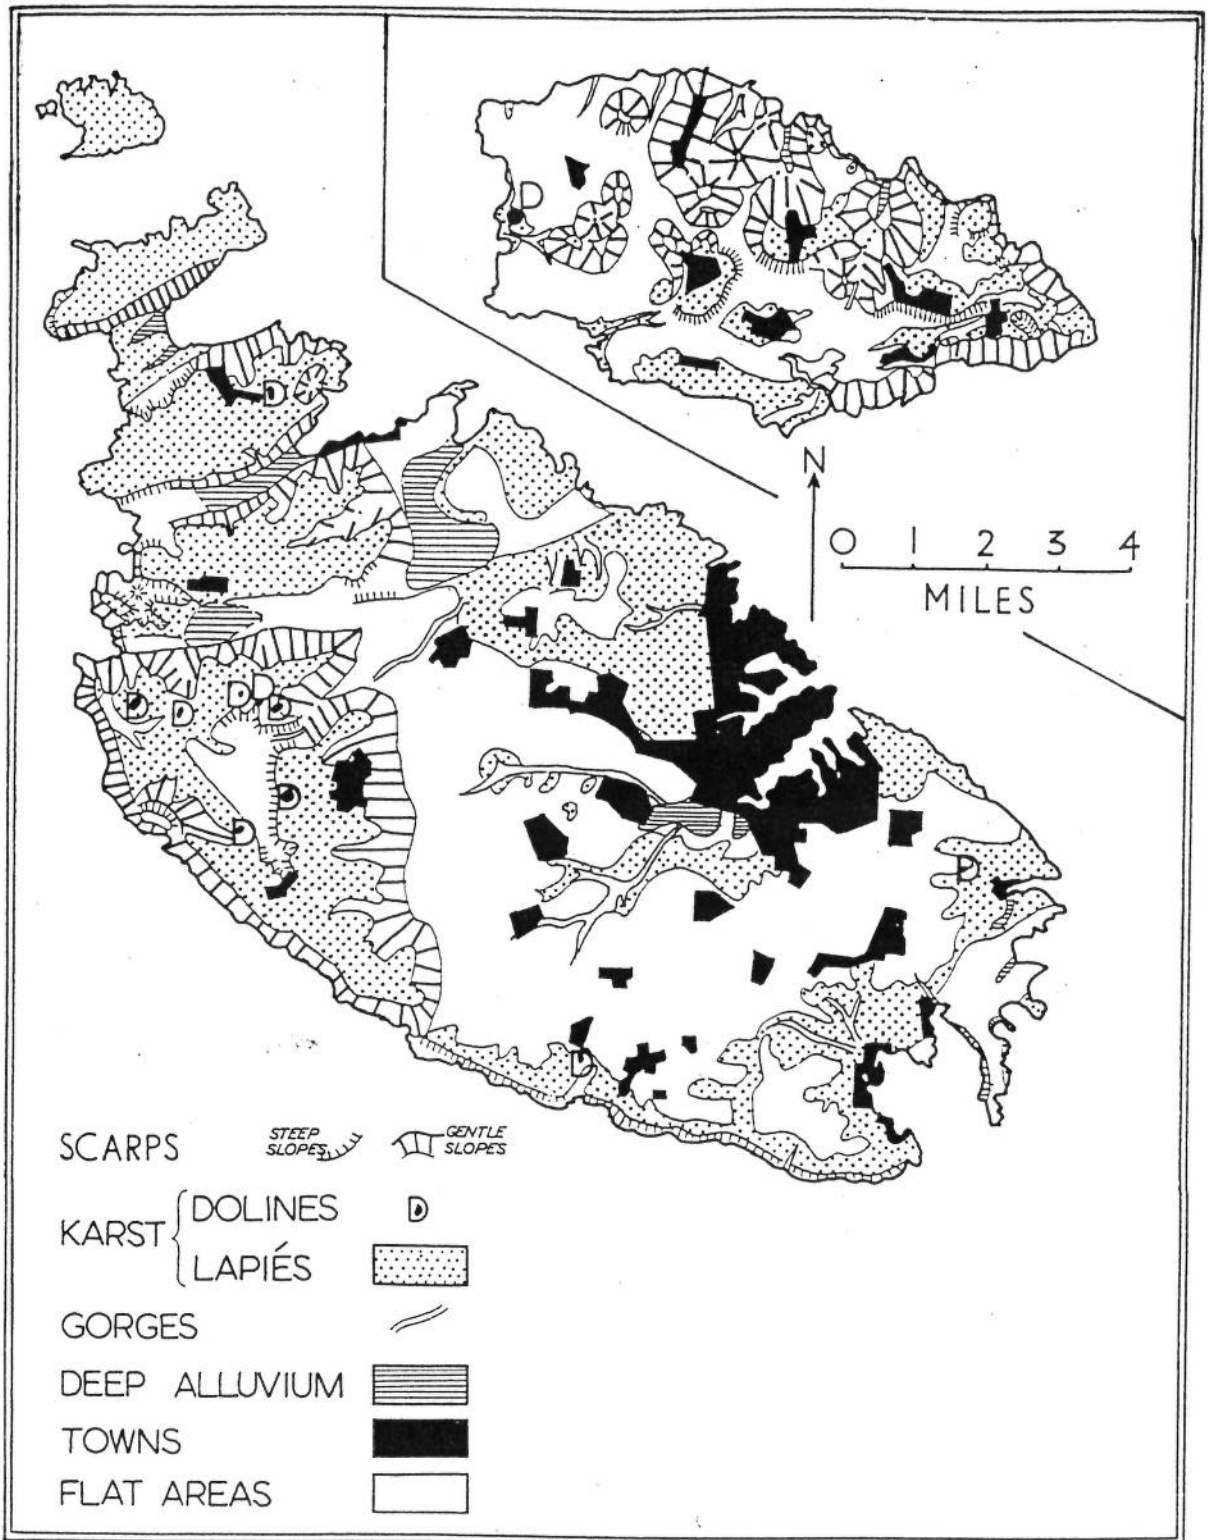 N
0 1 2 3 4
MILES
D
D
D
D
D
D
D
D
D
D
D
SCARPS STEEP SLOPES GENTLE SLOPES
KARST DOLINES D
LAPIÉS
GORGES
DEEP ALLUVIUM
TOWNS
FLAT AREAS